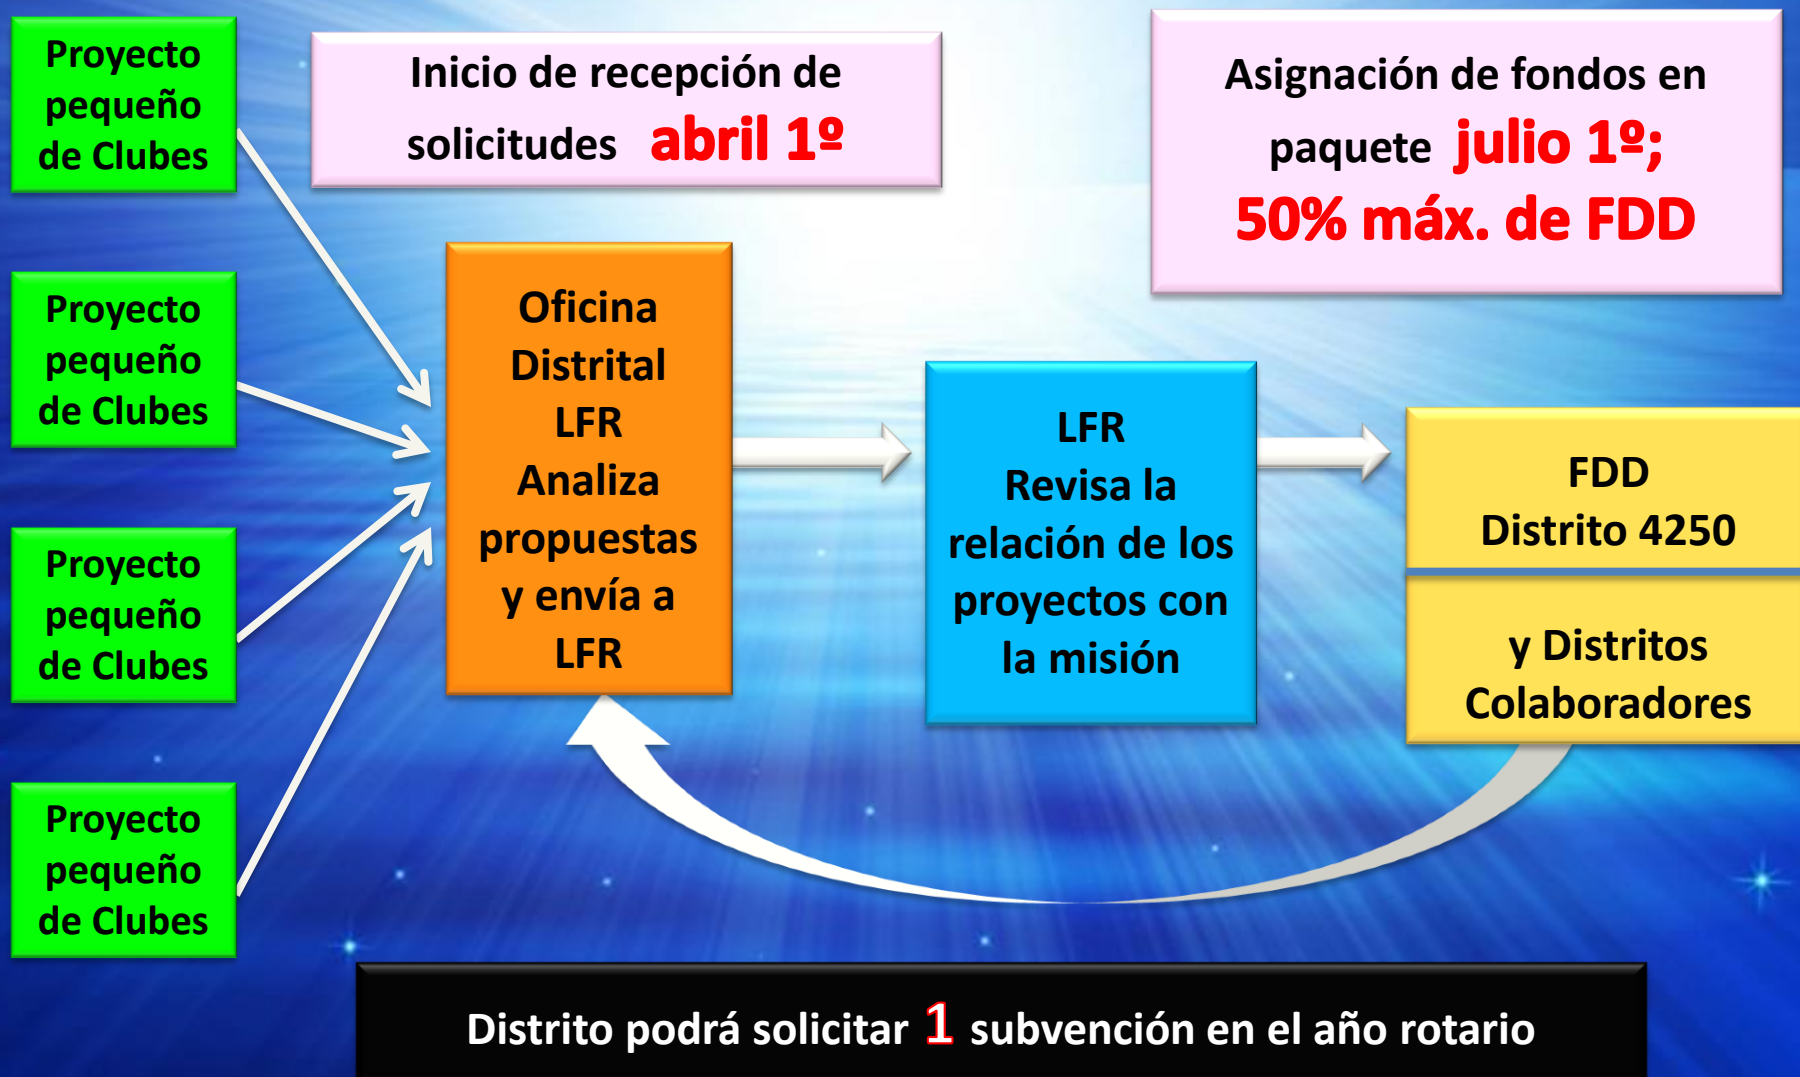 Proyecto
pequeño
de Clubes
Inicio de recepción de
solicitudes abril 1º
Asignación de fondos en
paquete julio 1º;
50% máx. de FDD
Proyecto
pequeño
de Clubes
Proyecto
pequeño
de Clubes
Proyecto
pequeño
de Clubes
Oficina
Distrital
LFR
Analiza
propuestas
y envía a
LFR
LFR
Revisa la
relación de los
proyectos con
la misión
FDD
Distrito 4250
y Distritos
Colaboradores
Distrito podrá solicitar 1 subvención en el año rotario